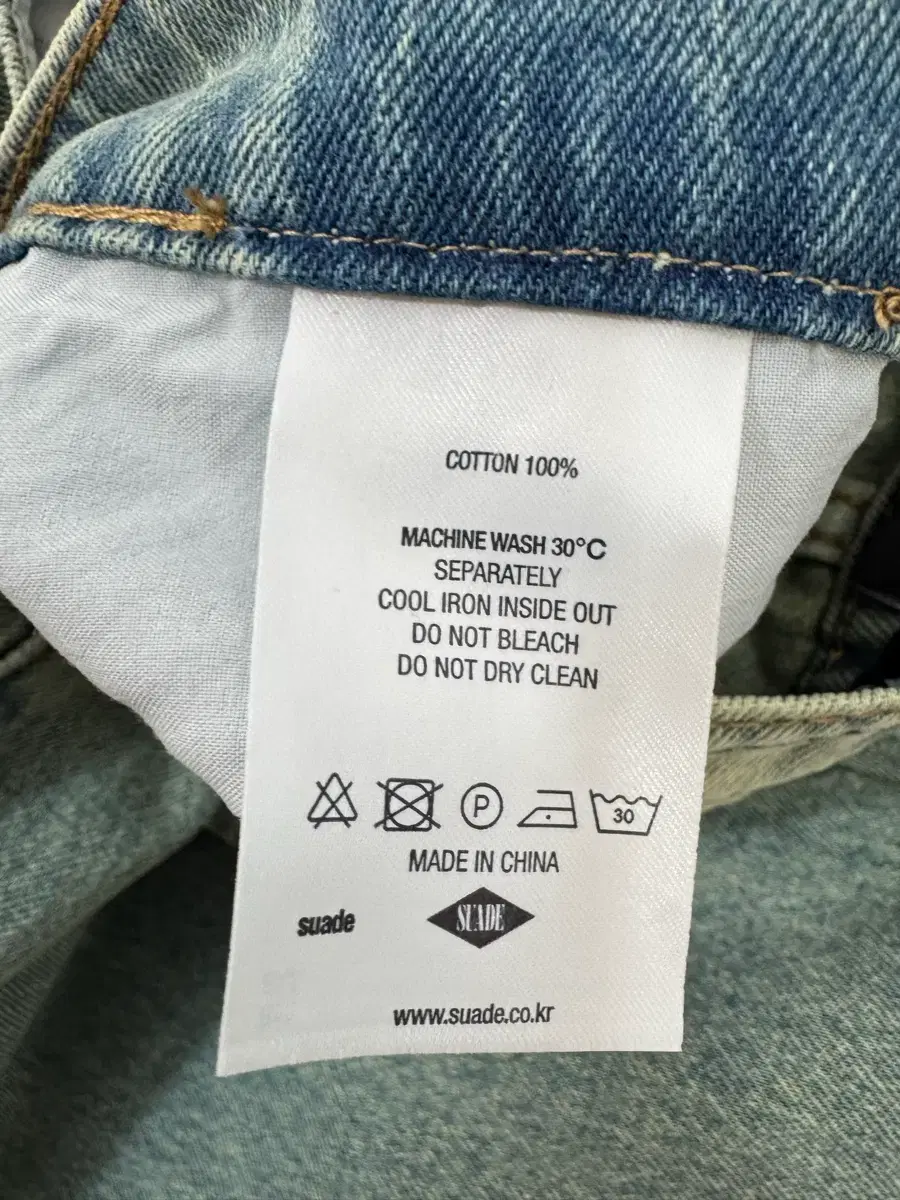 COTTON 100%
MACHINE WASH 30°C
SEPARATELY
COOL IRON INSIDE OUT
DO NOT BLEACH
DO NOT DRY CLEAN
P
30
MADE IN CHINA
suade
SUADE
www.suade.co.kr